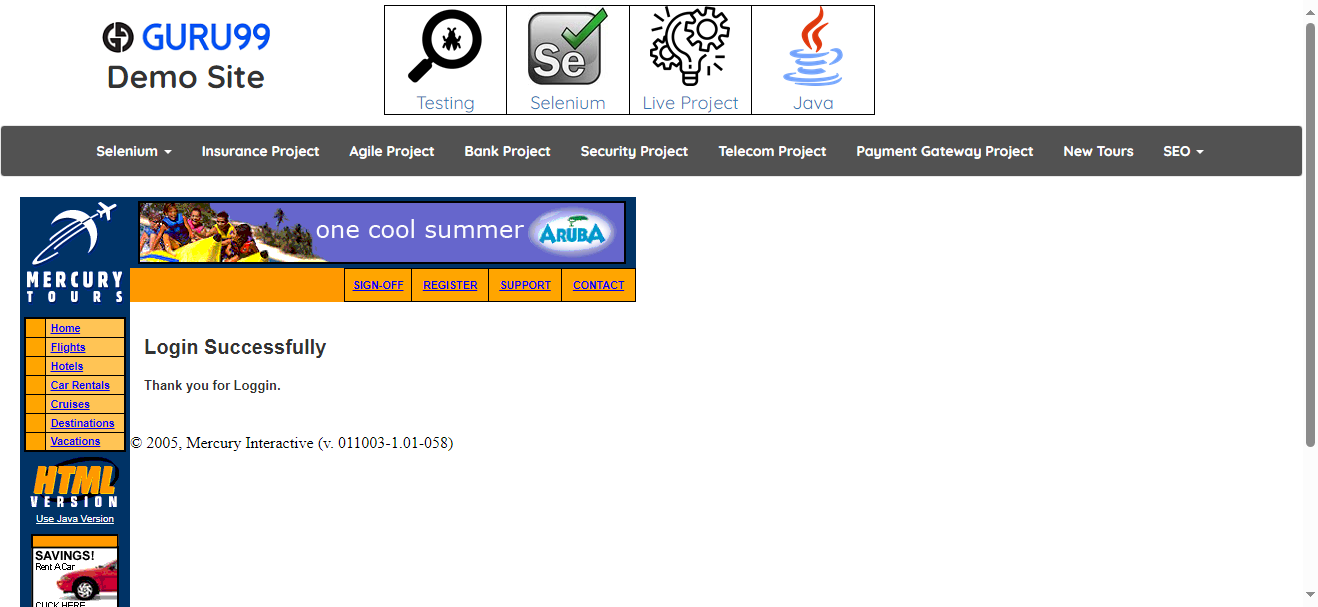 GURU99
Demo Site
Testing
Se
Selenium
Live Project
Java
Selenium Insurance Project Agile Project Bank Project Security Project Telecom Project Payment Gateway Project New Tours SEO
MERCURY
TOURS
one cool summer ARUBA
SIGN-OFF REGISTER SUPPORT CONTACT
Home
Flights
Hotels
Car Rentals
Cruises
Destinations
Vacations
Login Successfully
Thank you for Loggin.
© 2005, Mercury Interactive (v. 011003-1.01-058)
HTML
VERSION
Use Java Version
SAVINGS!
Rent A Car
CLICK HERE